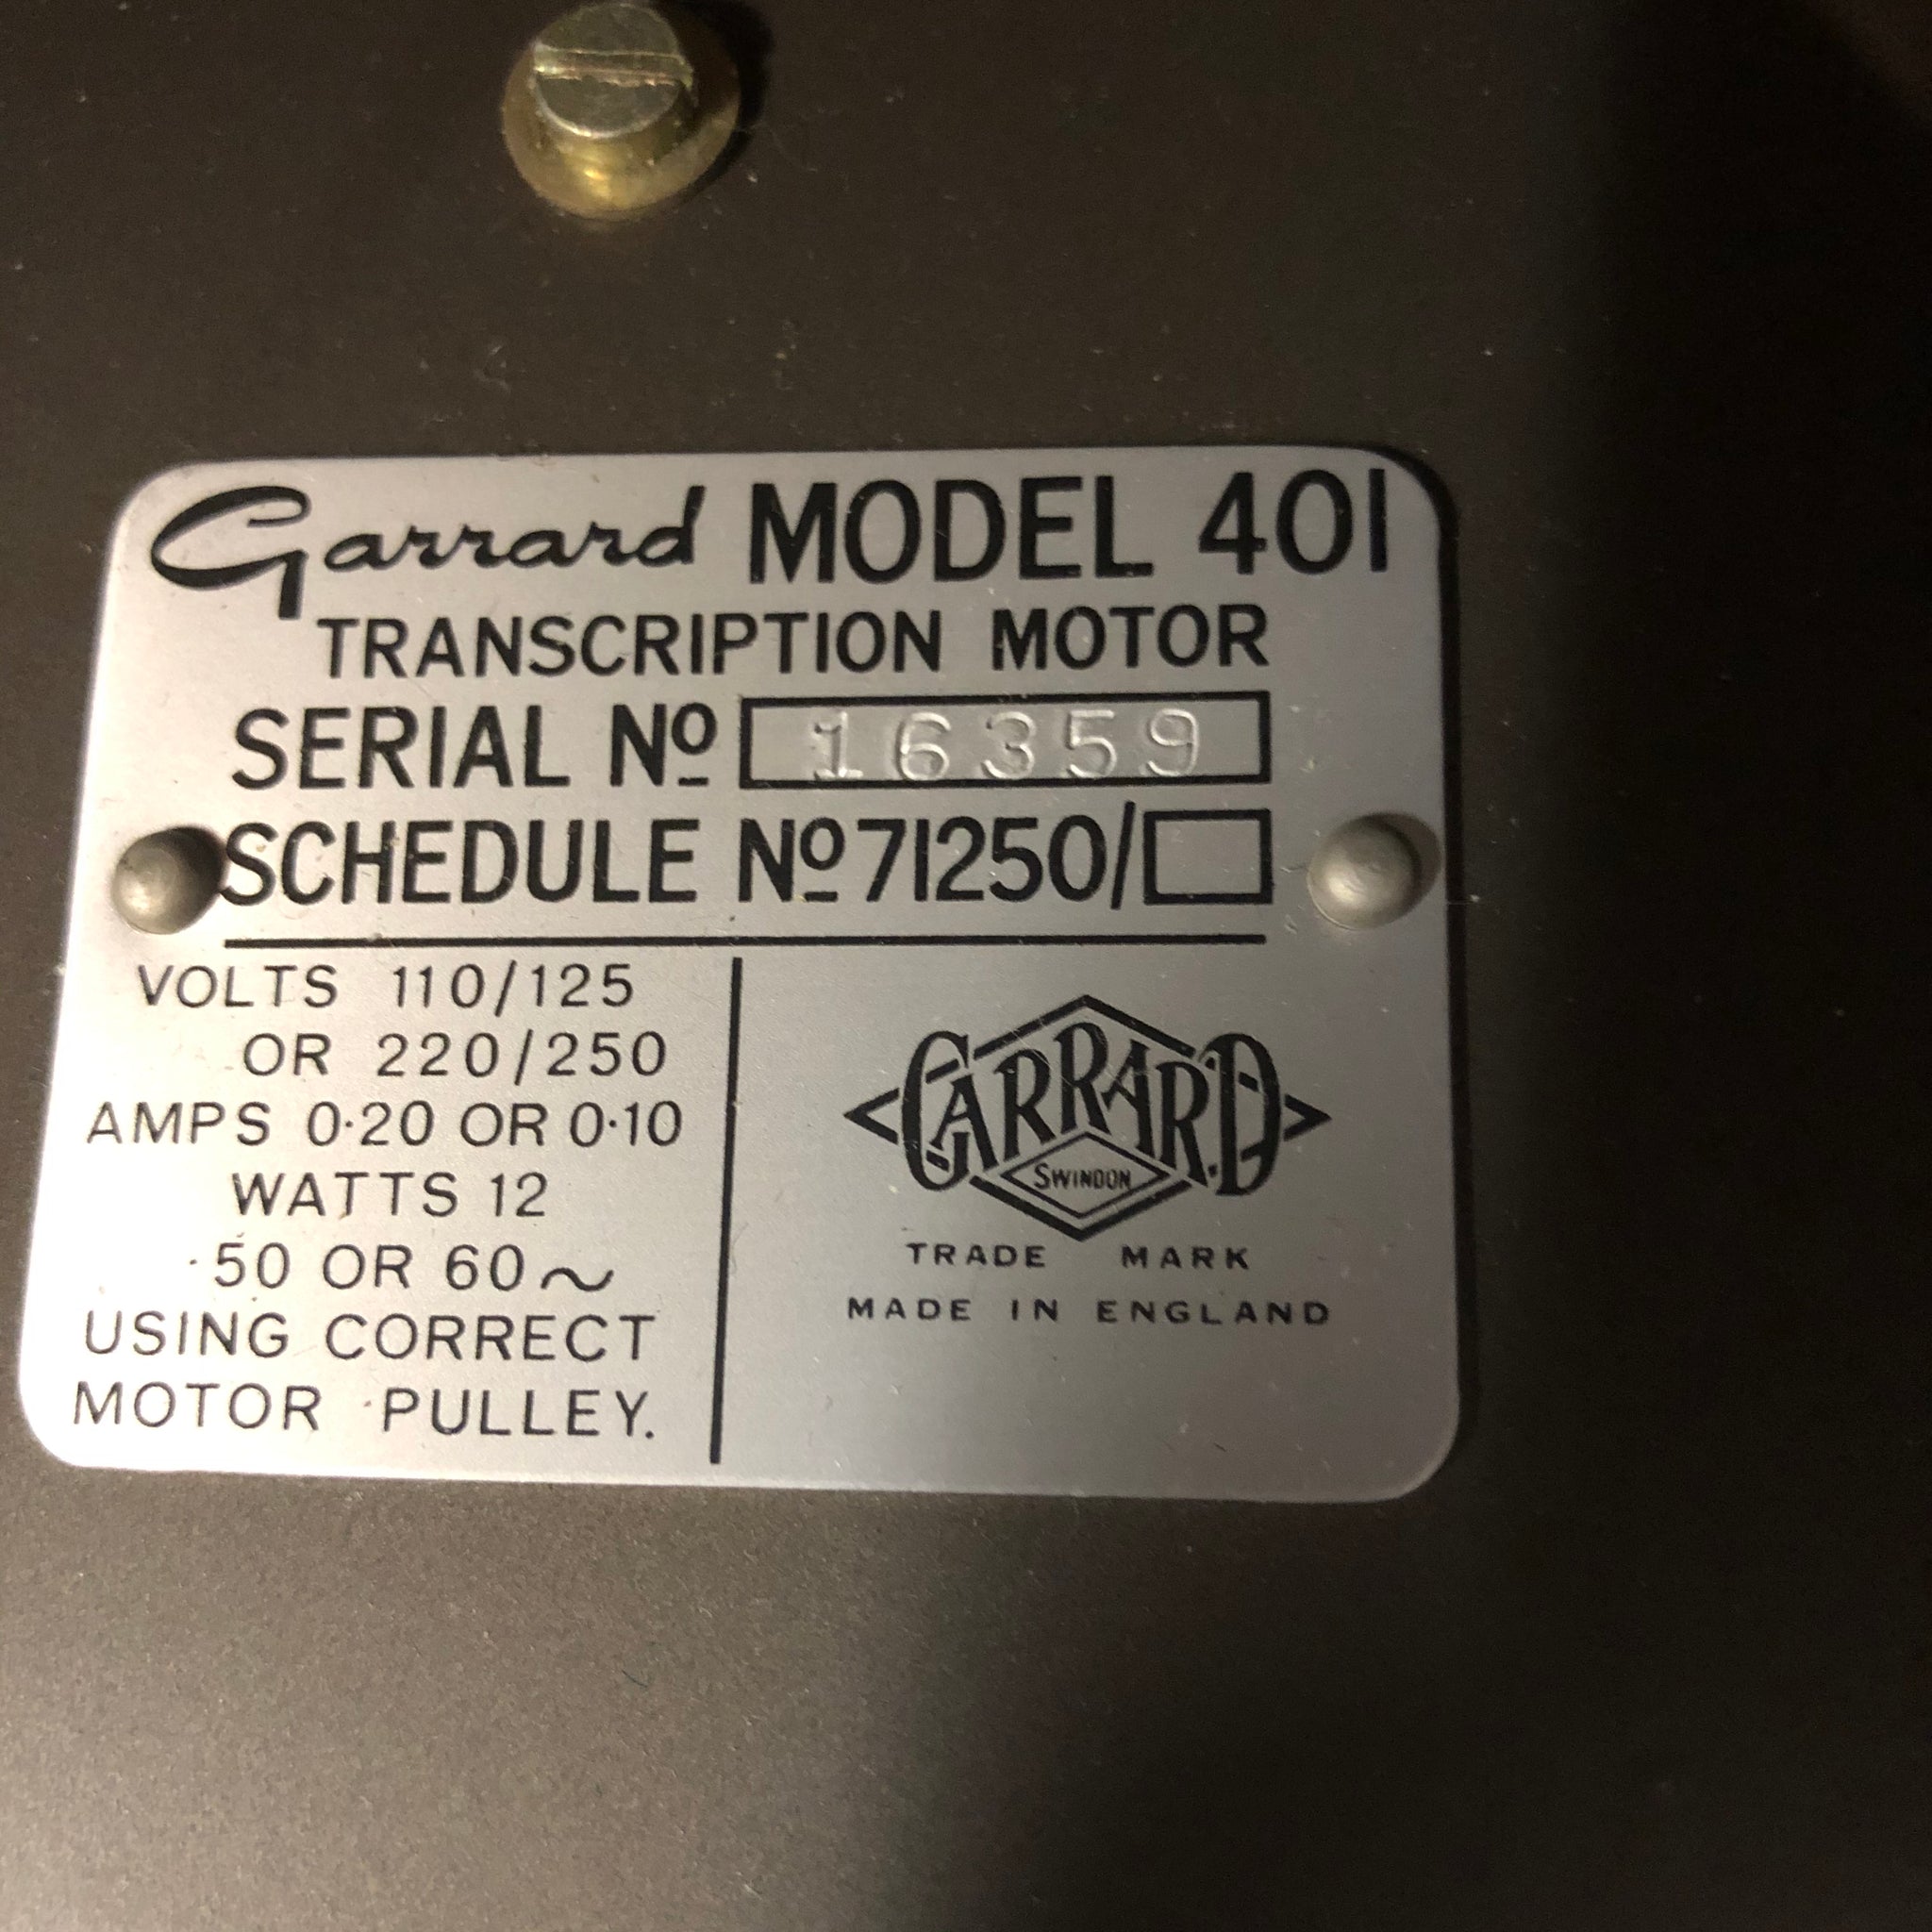 Garrard MODEL 401
TRANSCRIPTION MOTOR
SERIAL Nº 16359
SCHEDULE Nº 71250/
VOLTS 110/125
OR 220/250
AMPS 0·20 OR 0·10
WATTS 12
50 OR 60~
USING CORRECT
MOTOR PULLEY.
GARRARD
SWINDON
TRADE MARK
MADE IN ENGLAND